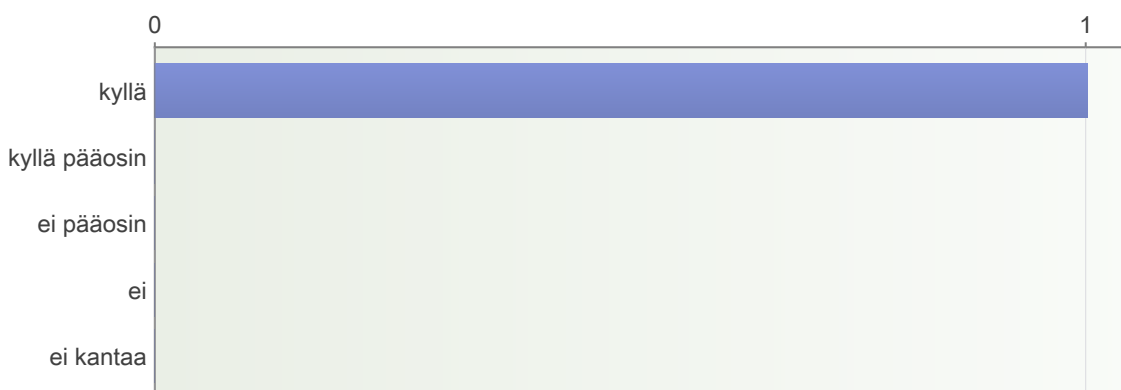 0 1
kyllä
kyllä pääosin
ei pääosin
ei
ei kantaa